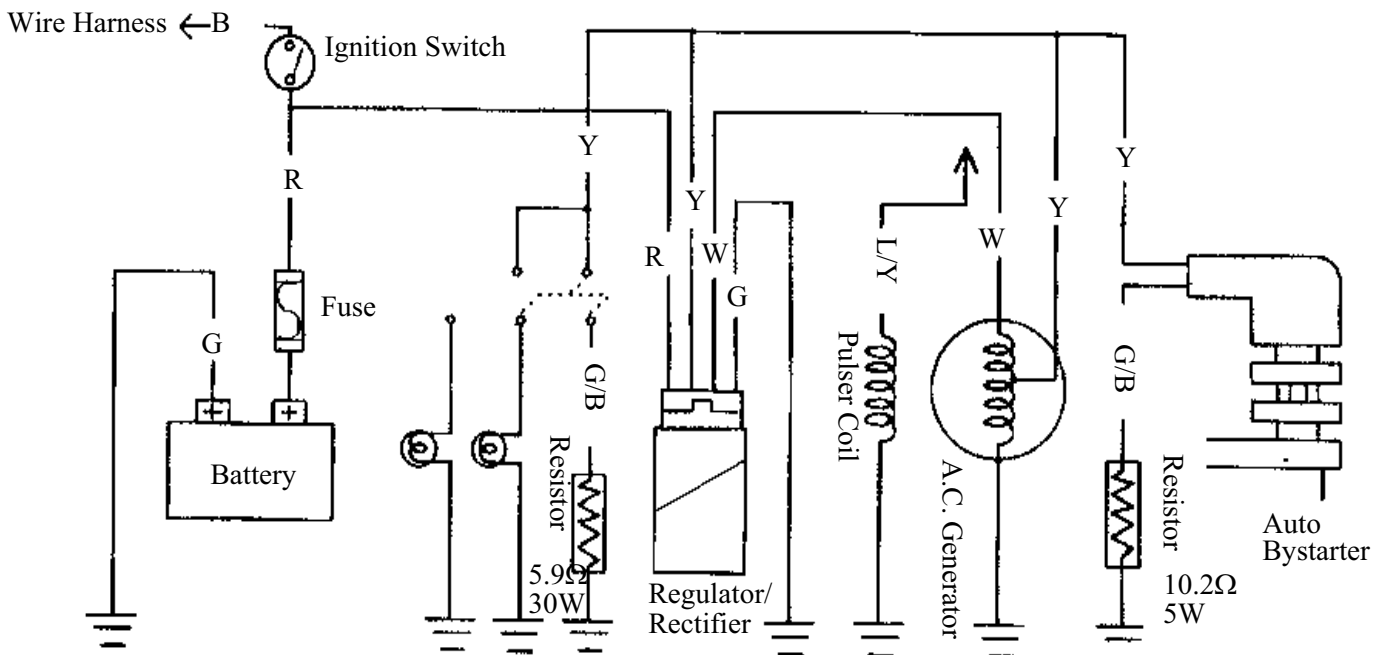 Wire Harness ←B
Ignition Switch
R
Y
Y
R
W
G
L/Y
W
Y
Y
G
Fuse
G/B
Pulser Coil
G/B
+
+
Battery
Resistor
5.9Ω
30W
Regulator/
Rectifier
A.C. Generator
Resistor
10.2Ω
5W
Auto
Bystarter